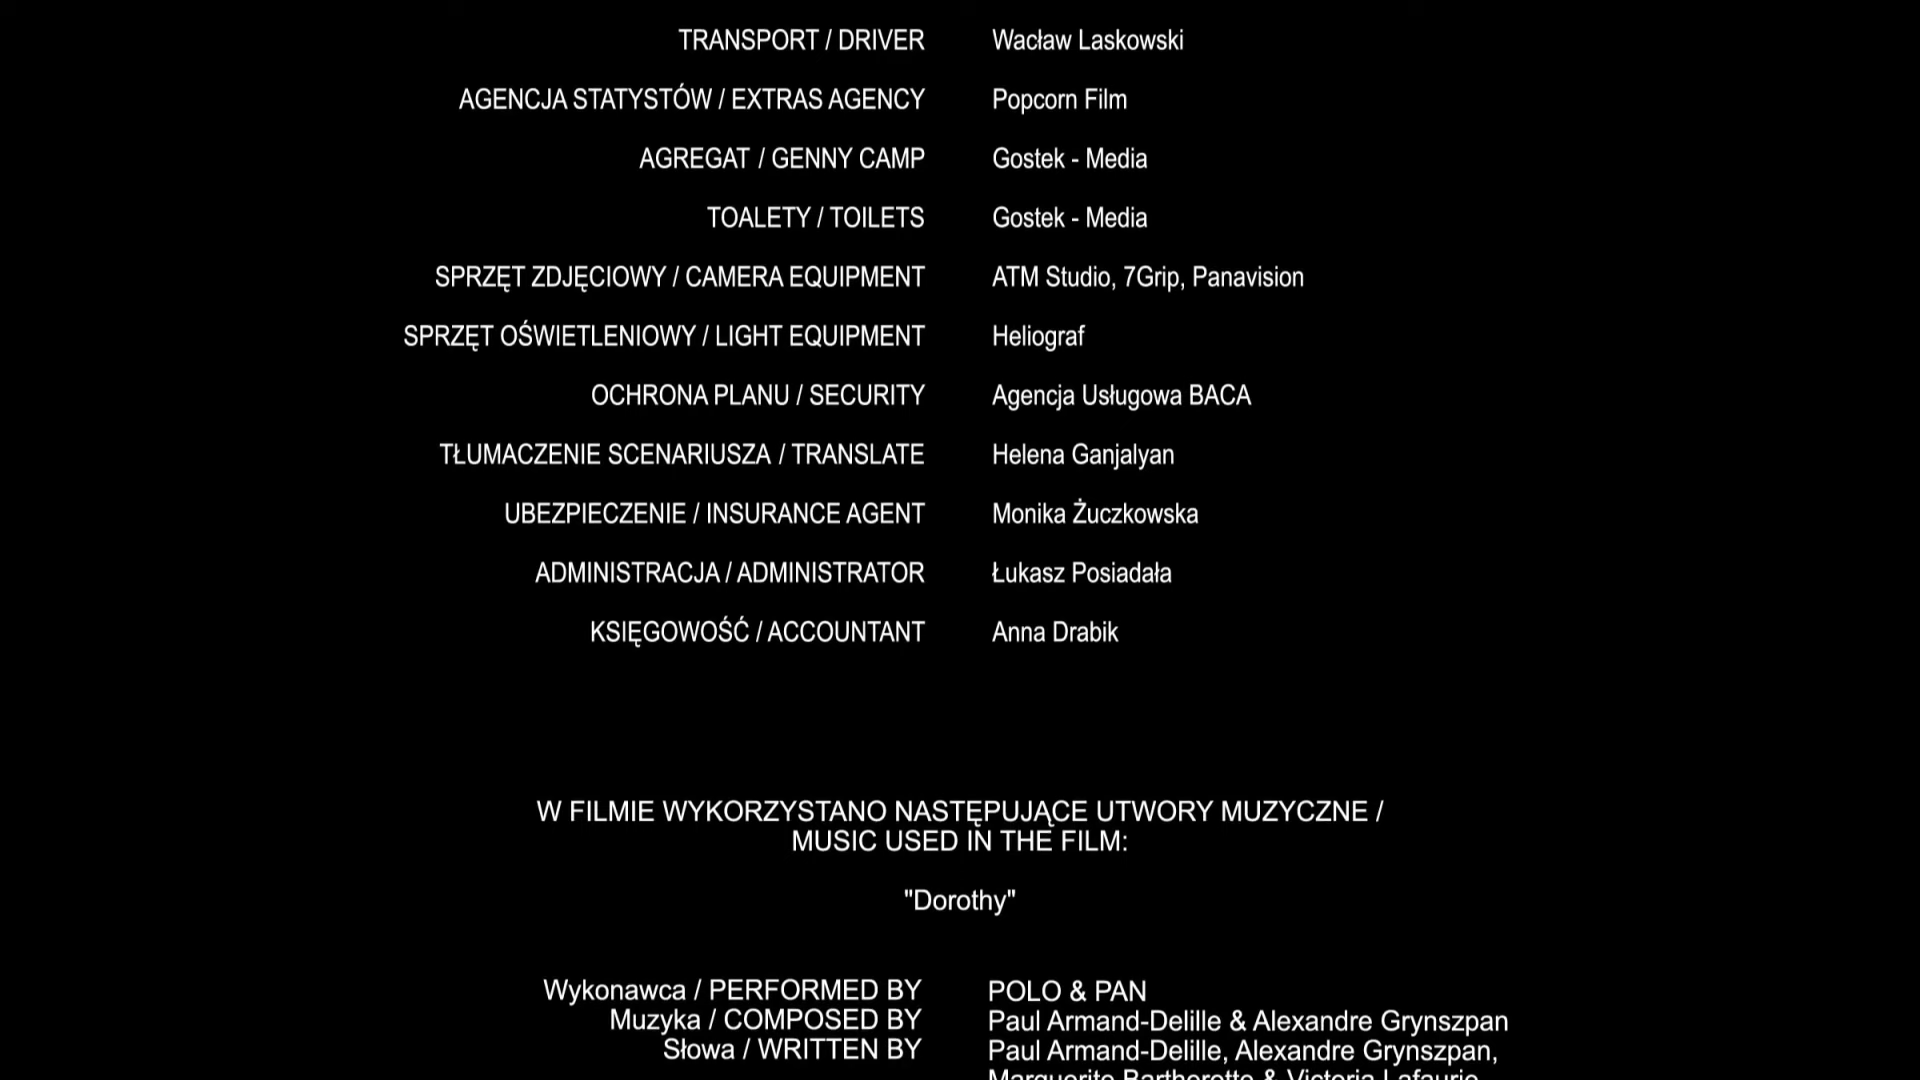 TRANSPORT / DRIVER Wacław Laskowski
AGENCJA STATYSTÓW / EXTRAS AGENCY Popcorn Film
AGREGAT / GENNY CAMP Gostek - Media
TOALETY / TOILETS Gostek - Media
SPRZĘT ZDJĘCIOWY / CAMERA EQUIPMENT ATM Studio, 7Grip, Panavision
SPRZĘT OŚWIETLENIOWY / LIGHT EQUIPMENT Heliograf
OCHRONA PLANU / SECURITY Agencja Usługowa BACA
TŁUMACZENIE SCENARIUSZA / TRANSLATE Helena Ganjalyan
UBEZPIECZENIE / INSURANCE AGENT Monika Żuczkowska
ADMINISTRACJA / ADMINISTRATOR Łukasz Posiadała
KSIĘGOWOŚĆ / ACCOUNTANT Anna Drabik
W FILMIE WYKORZYSTANO NASTĘPUJĄCE UTWORY MUZYCZNE /
MUSIC USED IN THE FILM:
"Dorothy"
Wykonawca / PERFORMED BY POLO & PAN
Muzyka / COMPOSED BY Paul Armand-Delille & Alexandre Grynszpan
Słowa / WRITTEN BY Paul Armand-Delille, Alexandre Grynszpan,
Marguerite Bartherotte & Victoria Lafaurie